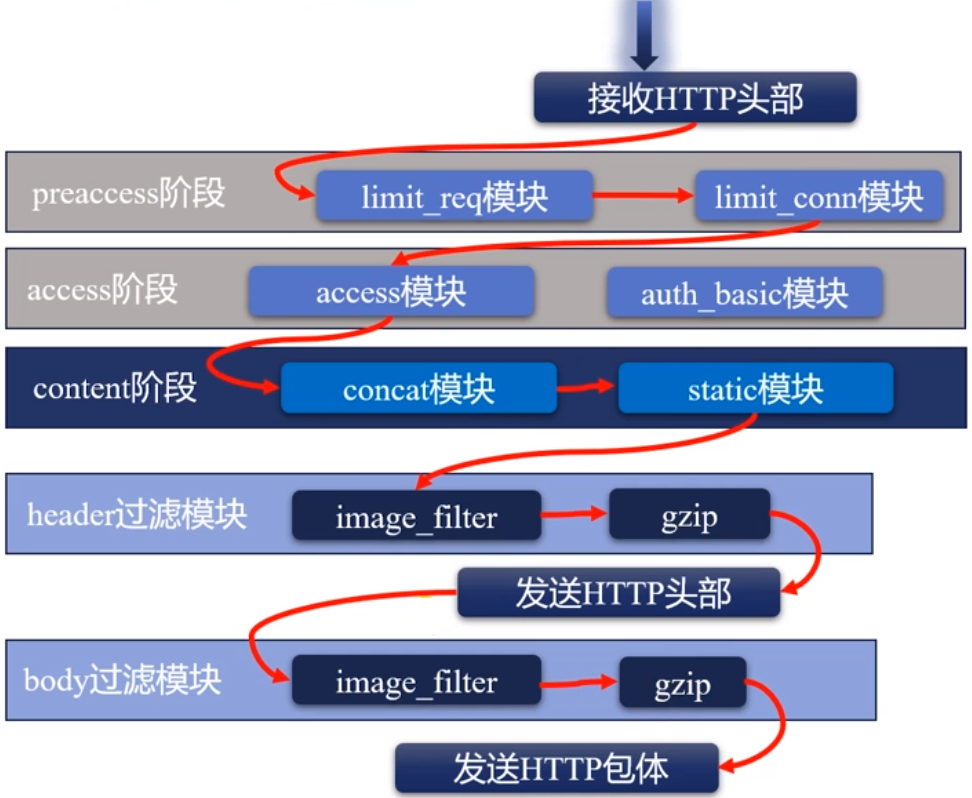 接收HTTP头部
preaccess阶段
limit_req模块
limit_conn模块
access阶段
access模块
auth_basic模块
content阶段
concat模块
static模块
header过滤模块
image_filter
gzip
发送HTTP头部
body过滤模块
image_filter
gzip
发送HTTP包体